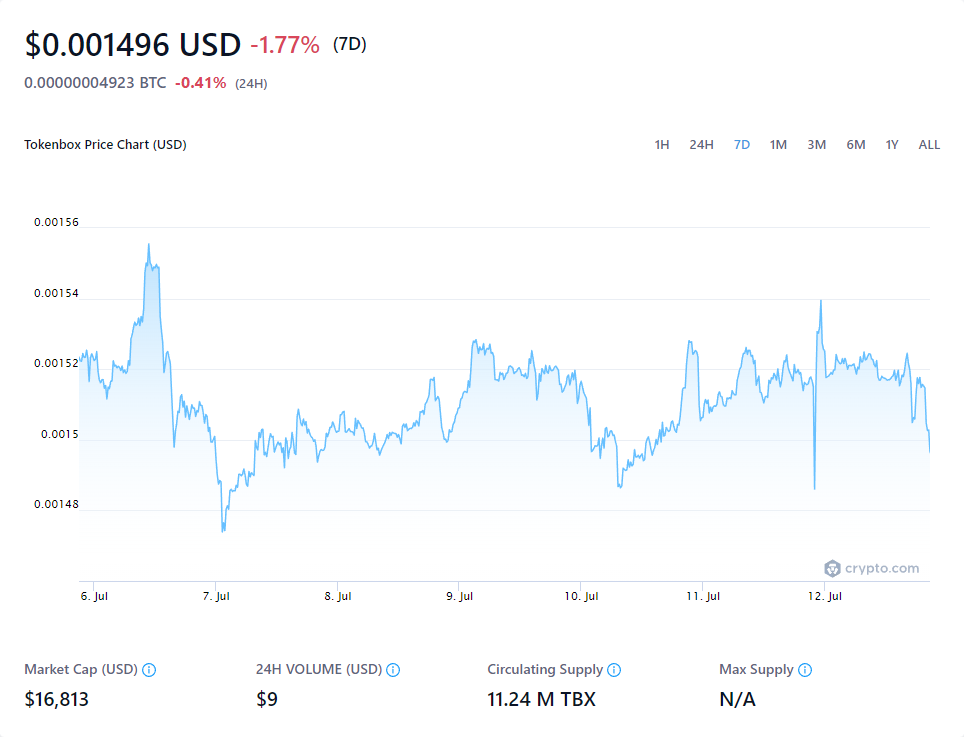 $0.001496 USD -1.77% (7D)
0.00000004923 BTC -0.41% (24H)
Tokenbox Price Chart (USD) 1H 24H 7D 1M 3M 6M 1Y ALL
0.00156
0.00154
0.00152
0.0015
0.00148
crypto.com
6. Jul 7. Jul 8. Jul 9. Jul 10. Jul 11. Jul 12. Jul
Market Cap (USD) 24H VOLUME (USD) Circulating Supply Max Supply
$16,813 $9 11.24 M TBX N/A